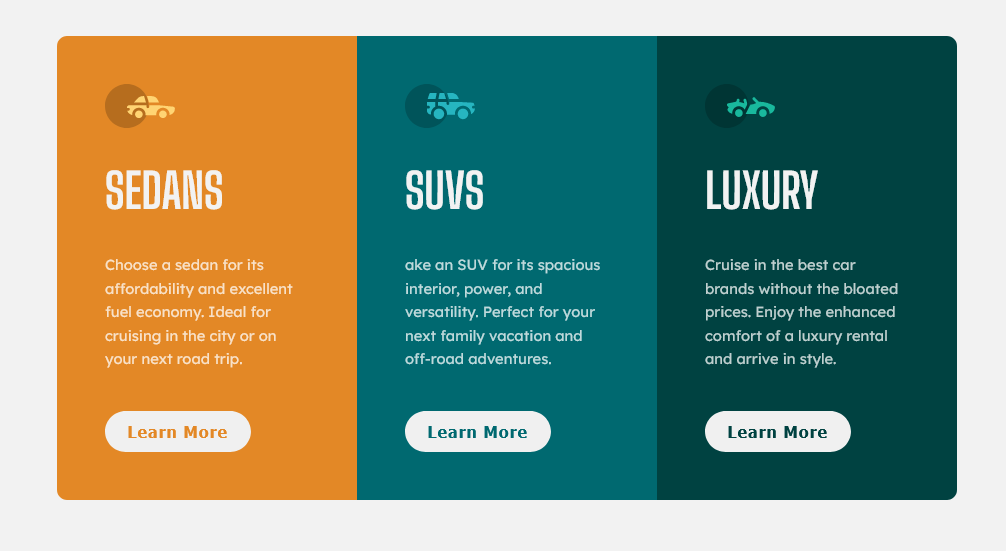 SEDANS
Choose a sedan for its
affordability and excellent
fuel economy. Ideal for
cruising in the city or on
your next road trip.
Learn More
SUVS
ake an SUV for its spacious
interior, power, and
versatility. Perfect for your
next family vacation and
off-road adventures.
Learn More
LUXURY
Cruise in the best car
brands without the bloated
prices. Enjoy the enhanced
comfort of a luxury rental
and arrive in style.
Learn More